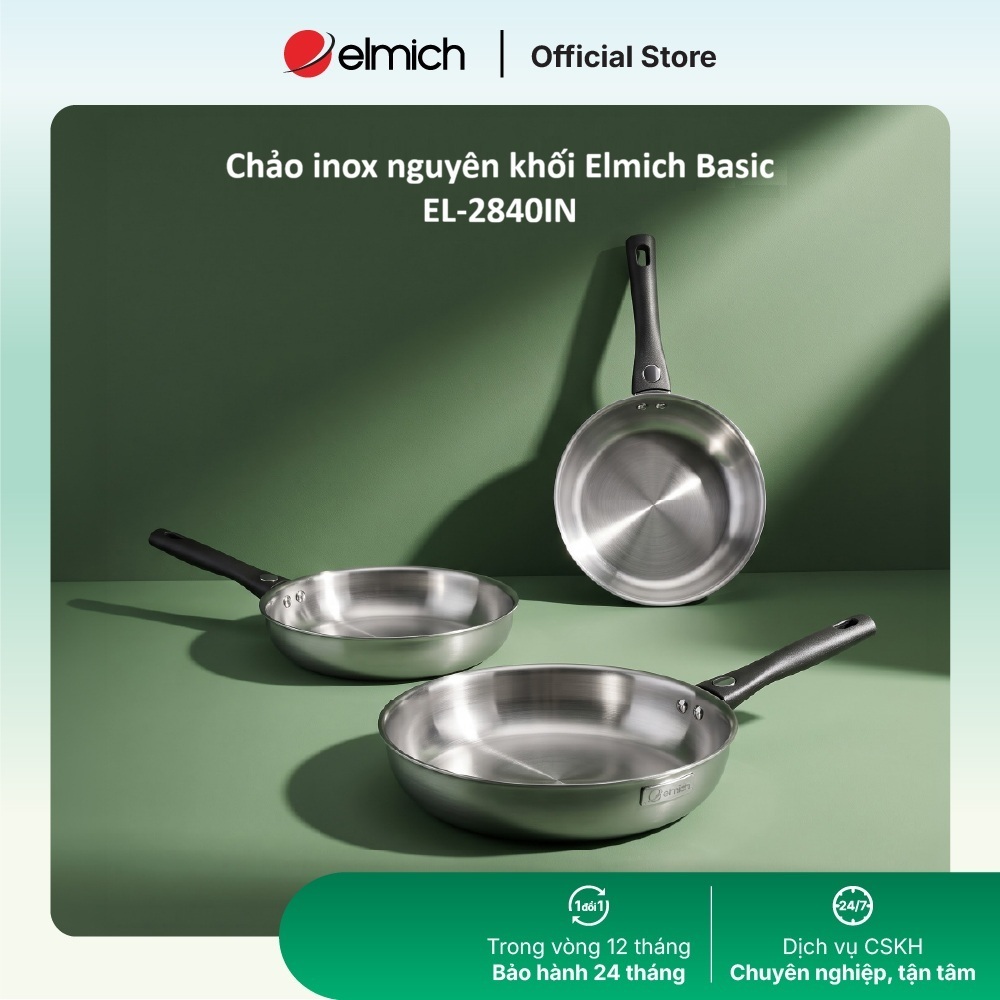 elmich
Official Store
Chảo inox nguyên khối Elmich Basic
EL-2840IN
elmich
1 đổi 1
Trong vòng 12 tháng
Bảo hành 24 tháng
24/7
Dịch vụ CSKH
Chuyên nghiệp, tận tâm